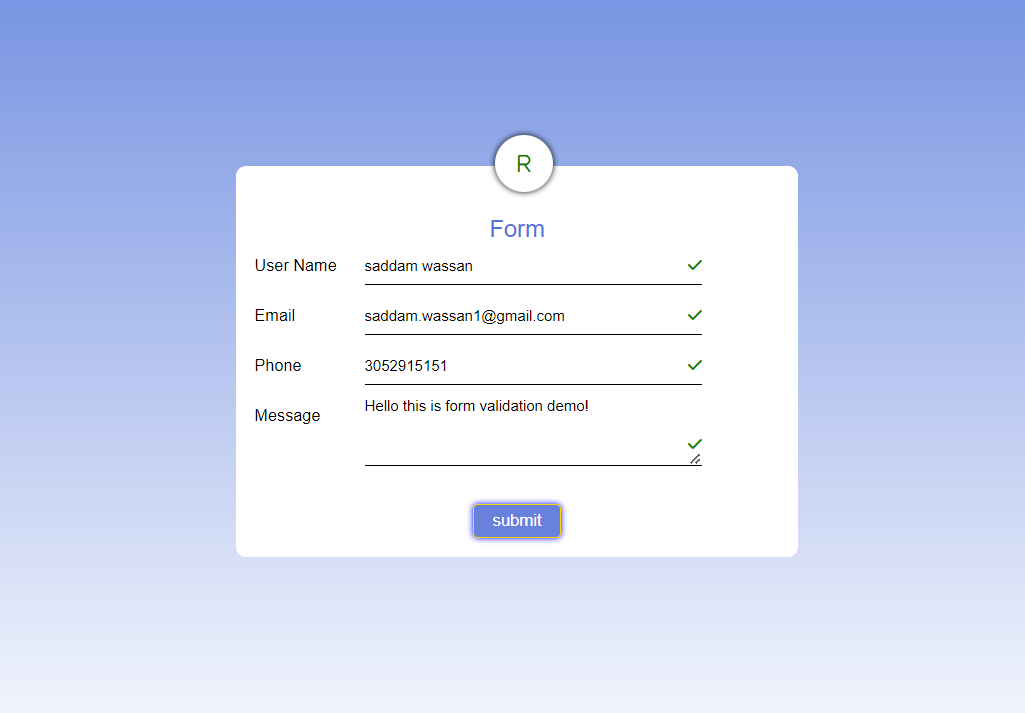 R
Form
User Name saddam wassan
Email saddam.wassan1@gmail.com
Phone 3052915151
Message Hello this is form validation demo!
submit